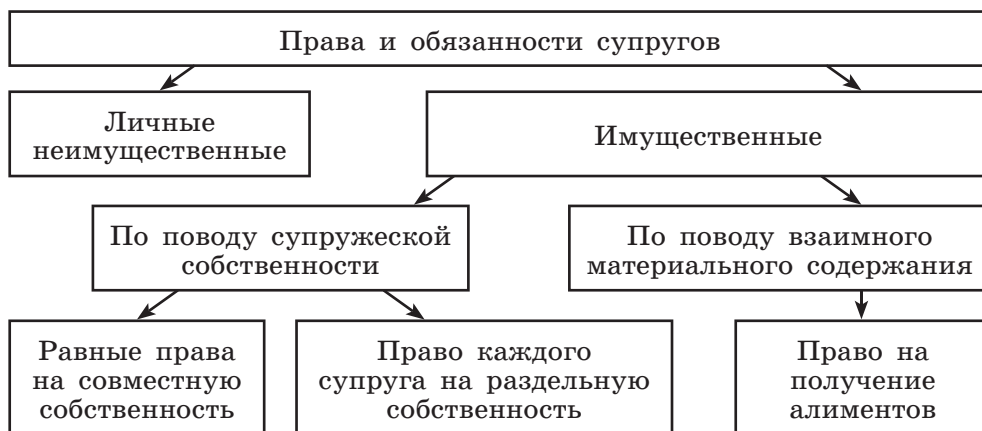 Права и обязанности супругов
Личные
неимущественные
Имущественные
По поводу супружеской
собственности
По поводу взаимного
материального содержания
Равные права
на совместную
собственность
Право каждого
супруга на раздельную
собственность
Право на
получение
алиментов